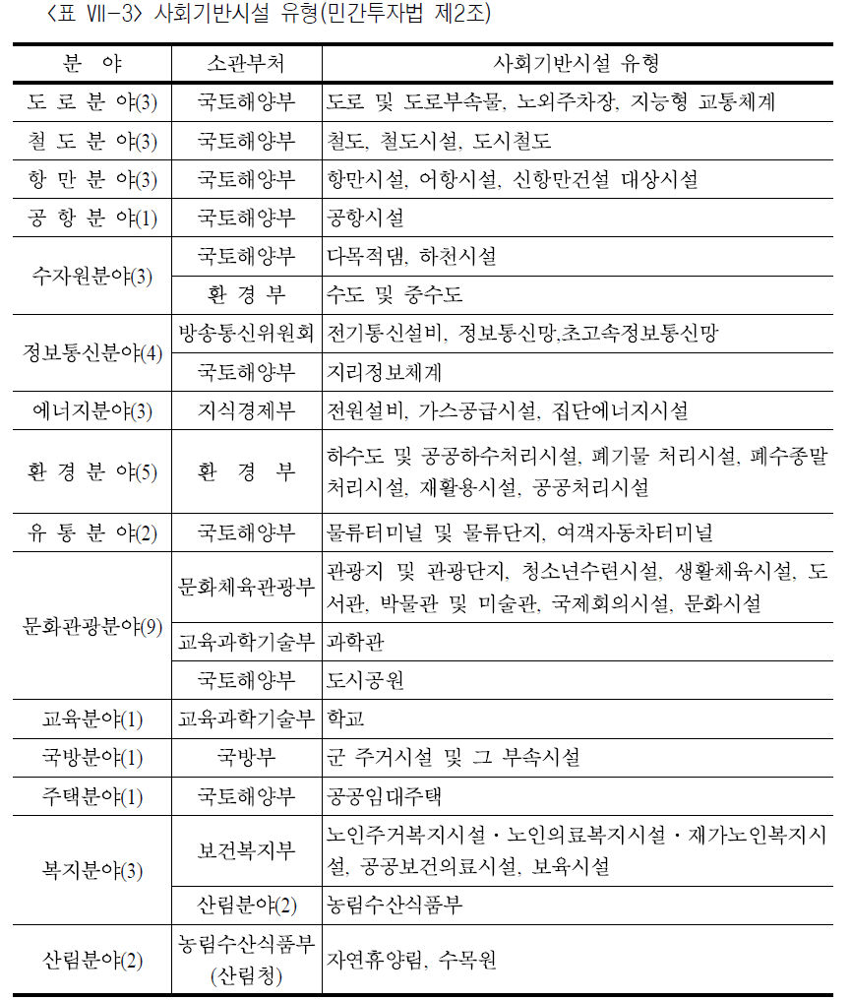 <표 Ⅶ-3> 사회기반시설 유형(민간투자법 제2조)
분 야 소관부처 사회기반시설 유형
도 로 분 야(3) 국토해양부 도로 및 도로부속물, 노외주차장, 지능형 교통체계
철 도 분 야(3) 국토해양부 철도, 철도시설, 도시철도
항 만 분 야(3) 국토해양부 항만시설, 어항시설, 신항만건설 대상시설
공 항 분 야(1) 국토해양부 공항시설
수자원분야(3) 국토해양부 다목적댐, 하천시설
환 경 부 수도 및 중수도
정보통신분야(4) 방송통신위원회 전기통신설비, 정보통신망,초고속정보통신망
국토해양부 지리정보체계
에너지분야(3) 지식경제부 전원설비, 가스공급시설, 집단에너지시설
환 경 분 야(5) 환 경 부 하수도 및 공공하수처리시설, 폐기물 처리시설, 폐수종말
처리시설, 재활용시설, 공공처리시설
유 통 분 야(2) 국토해양부 물류터미널 및 물류단지, 여객자동차터미널
문화관광분야(9) 문화체육관광부 관광지 및 관광단지, 청소년수련시설, 생활체육시설, 도
서관, 박물관 및 미술관, 국제회의시설, 문화시설
교육과학기술부 과학관
국토해양부 도시공원
교육분야(1) 교육과학기술부 학교
국방분야(1) 국방부 군 주거시설 및 그 부속시설
주택분야(1) 국토해양부 공공임대주택
복지분야(3) 보건복지부 노인주거복지시설·노인의료복지시설·재가노인복지시
설, 공공보건의료시설, 보육시설
산림분야(2) 농림수산식품부
산림분야(2) 농림수산식품부 자연휴양림, 수목원
(산림청)